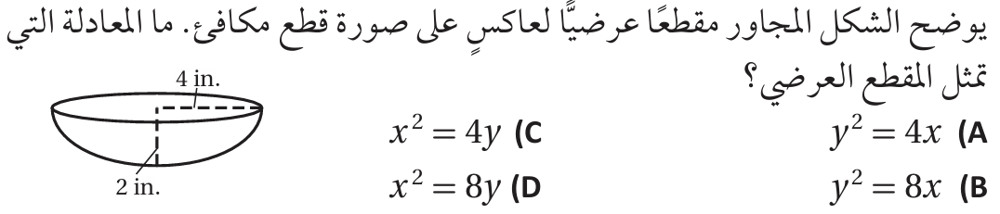 يوضح الشكل المجاور مقطعًا عرضيًّا لعاكسٍ على صورة قطع مكافئ. ما المعادلة التي
تمثل المقطع العرضي؟
4 in.
2 in.
y² = 4x (A
x² = 4y (C
y² = 8x (B
x² = 8y (D